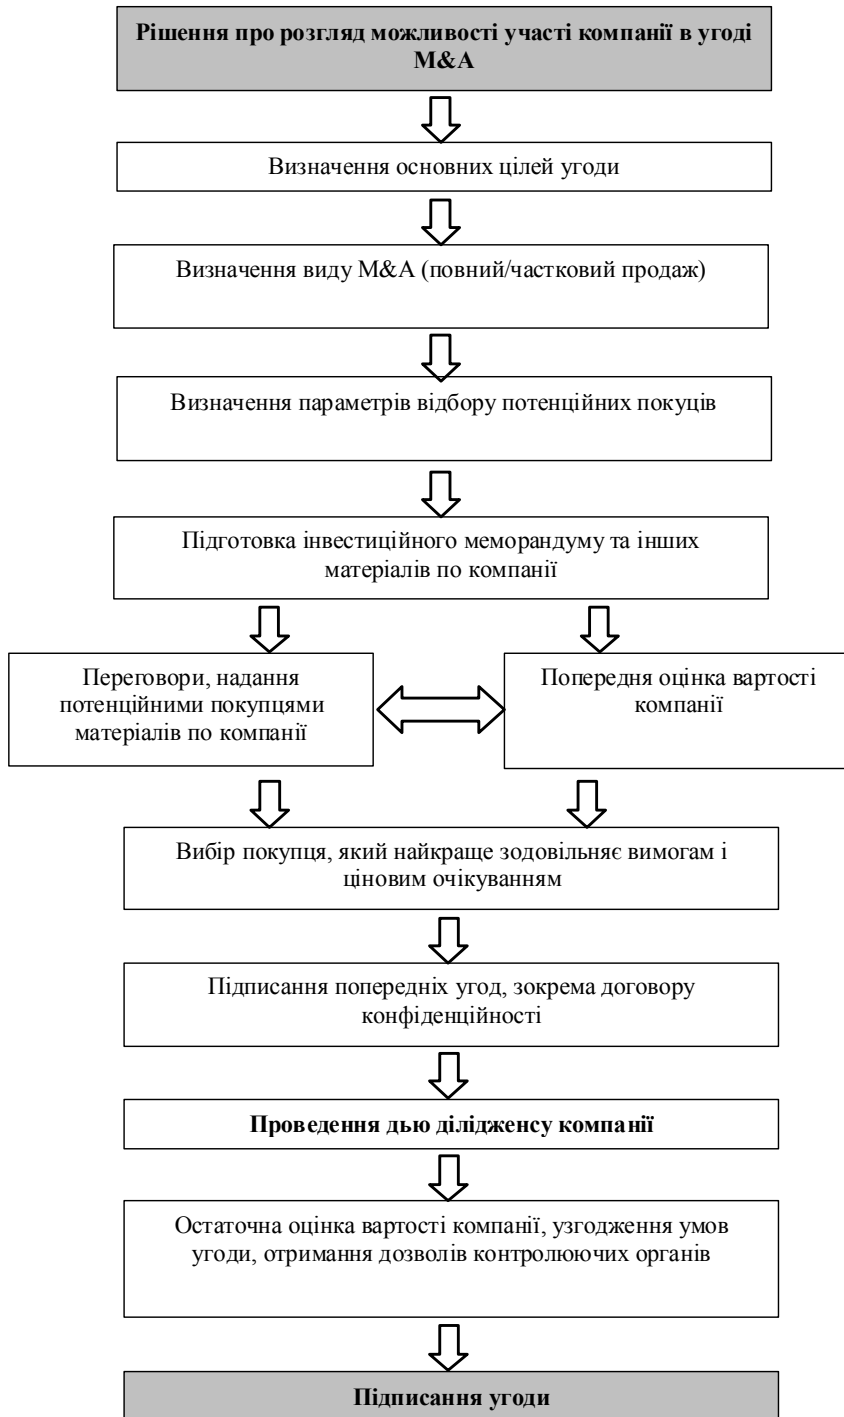 Рішення про розгляд можливості участі компанії в угоді
M&A
Визначення основних цілей угоди
Визначення виду M&A (повний/частковий продаж)
Визначення параметрів відбору потенційних покуців
Підготовка інвестиційного меморандуму та інших
матеріалів по компанії
Переговори, надання
потенційними покупцями
матеріалів по компанії
Попередня оцінка вартості
компанії
Вибір покупця, який найкраще зодовільняє вимогам і
ціновим очікуванням
Підписання попередніх угод, зокрема договору
конфіденційності
Проведення дью ділідженсу компанії
Остаточна оцінка вартості компанії, узгодження умов
угоди, отримання дозволів контролюючих органів
Підписання угоди